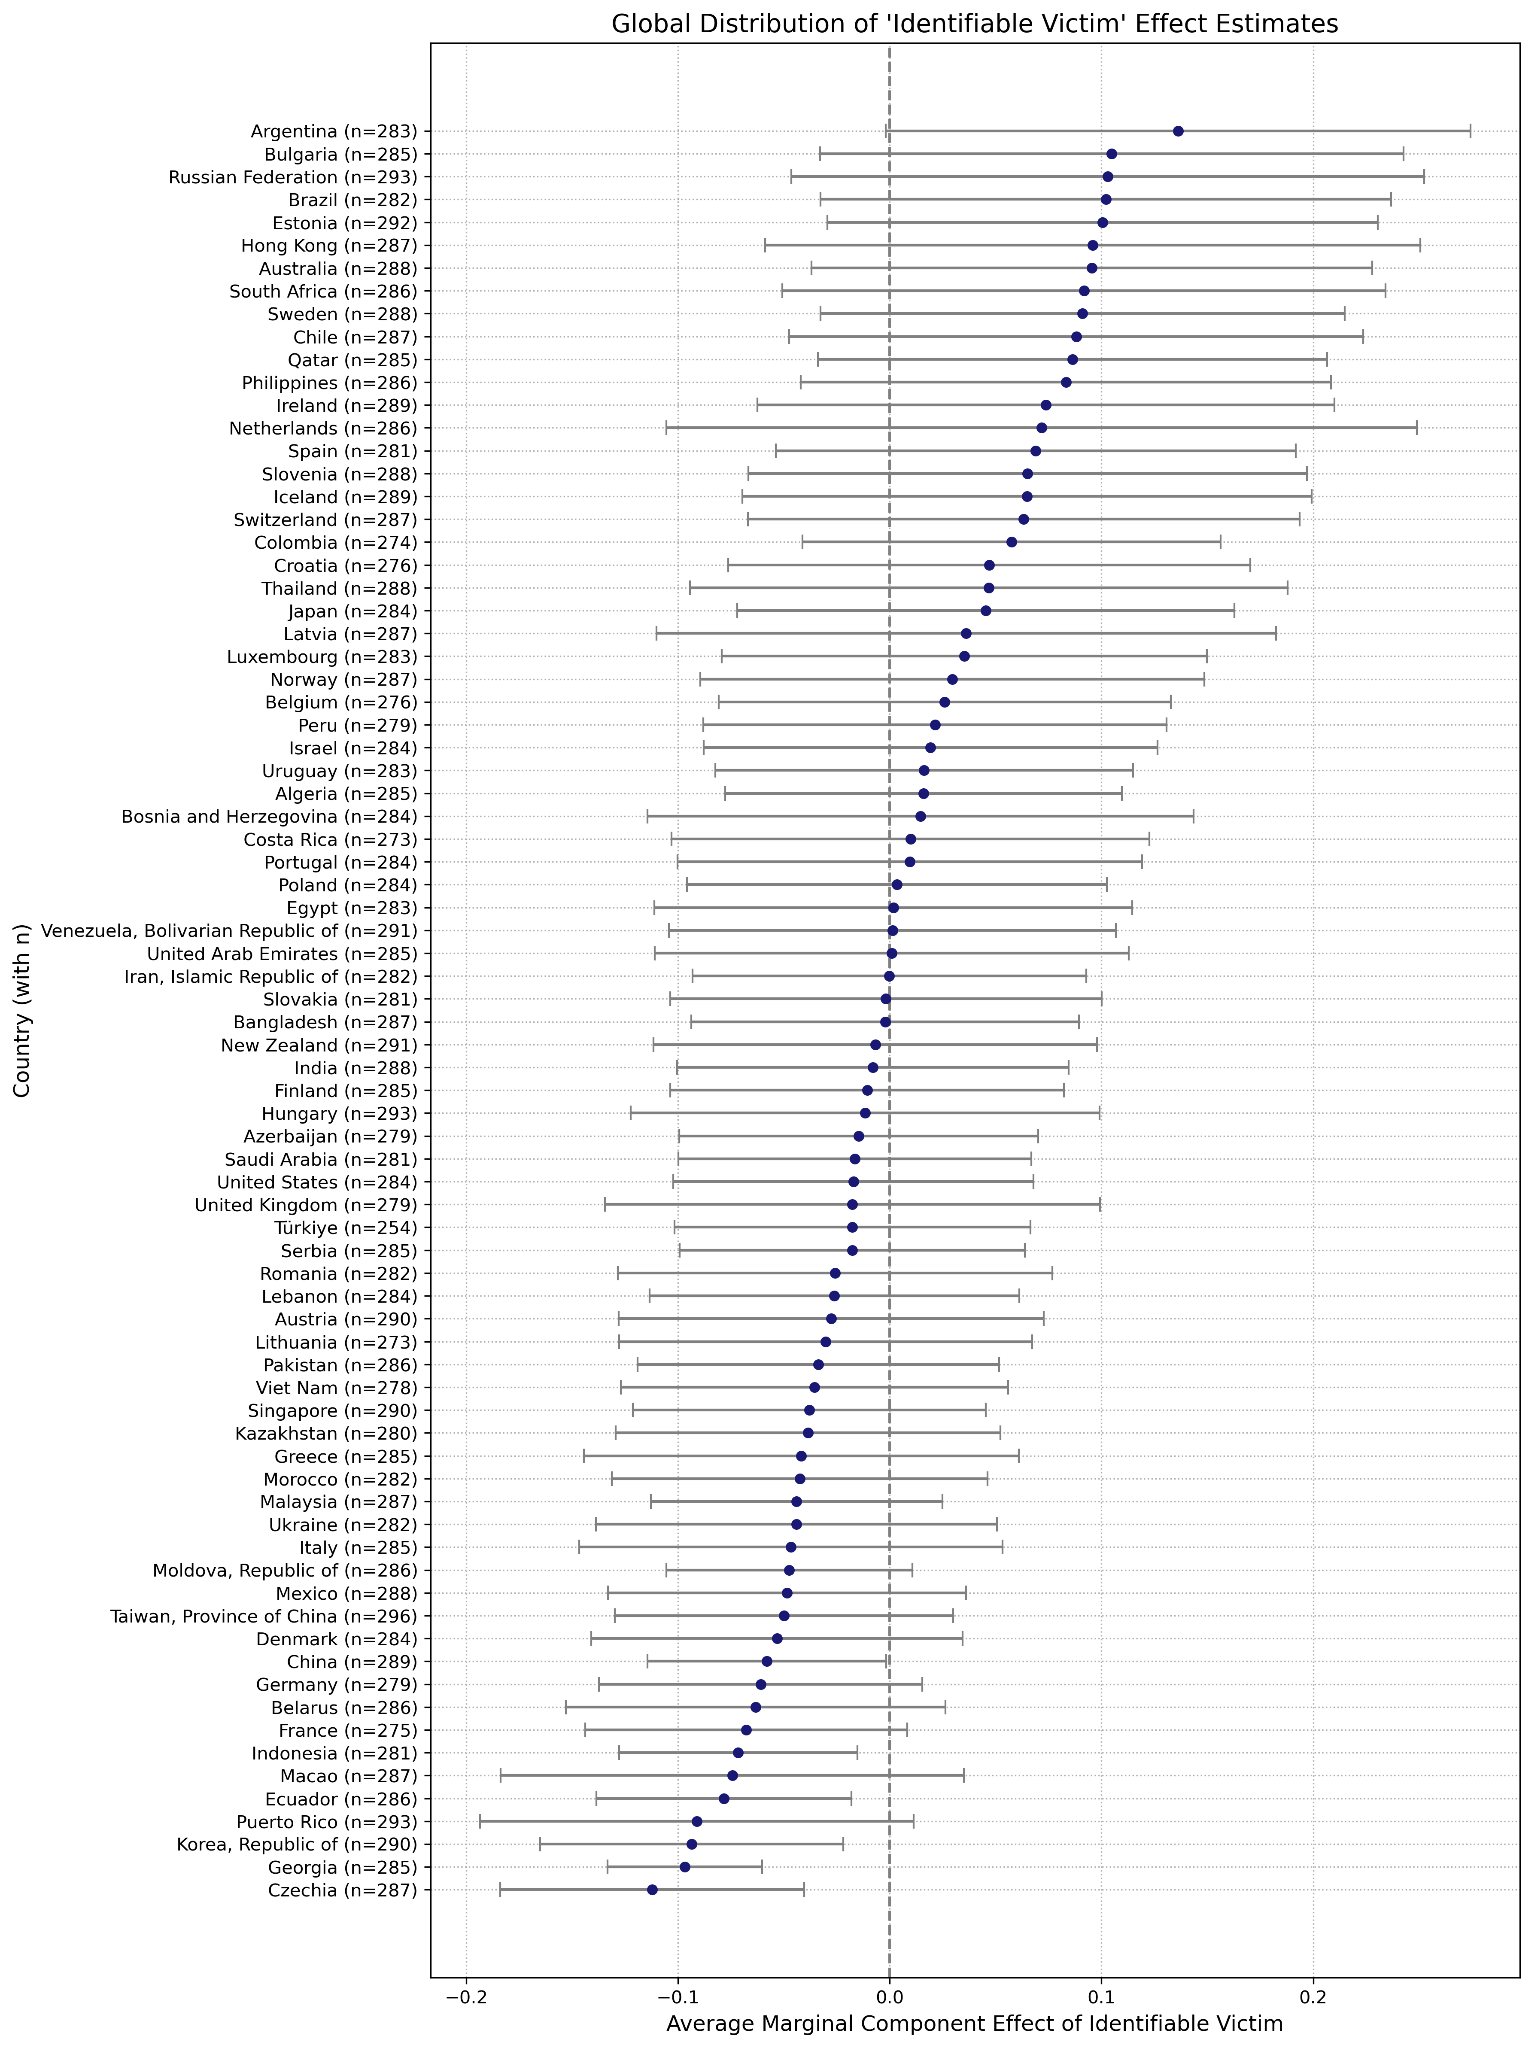 Global Distribution of 'Identifiable Victim' Effect Estimates
Argentina (n=283)
Bulgaria (n=285)
Russian Federation (n=293)
Brazil (n=282)
Estonia (n=292)
Hong Kong (n=287)
Australia (n=288)
South Africa (n=286)
Sweden (n=288)
Chile (n=287)
Qatar (n=285)
Philippines (n=286)
Ireland (n=289)
Netherlands (n=286)
Spain (n=281)
Slovenia (n=288)
Iceland (n=289)
Switzerland (n=287)
Colombia (n=274)
Croatia (n=276)
Thailand (n=288)
Japan (n=284)
Latvia (n=287)
Luxembourg (n=283)
Norway (n=287)
Belgium (n=276)
Peru (n=279)
Israel (n=284)
Uruguay (n=283)
Algeria (n=285)
Bosnia and Herzegovina (n=284)
Costa Rica (n=273)
Portugal (n=284)
Poland (n=284)
Egypt (n=283)
Venezuela, Bolivarian Republic of (n=291)
United Arab Emirates (n=285)
Iran, Islamic Republic of (n=282)
Slovakia (n=281)
Bangladesh (n=287)
New Zealand (n=291)
India (n=288)
Finland (n=285)
Hungary (n=293)
Azerbaijan (n=279)
Saudi Arabia (n=281)
United States (n=284)
United Kingdom (n=279)
Türkiye (n=254)
Serbia (n=285)
Romania (n=282)
Lebanon (n=284)
Austria (n=290)
Lithuania (n=273)
Pakistan (n=286)
Viet Nam (n=278)
Singapore (n=290)
Kazakhstan (n=280)
Greece (n=285)
Morocco (n=282)
Malaysia (n=287)
Ukraine (n=282)
Italy (n=285)
Moldova, Republic of (n=286)
Mexico (n=288)
Taiwan, Province of China (n=296)
Denmark (n=284)
China (n=289)
Germany (n=279)
Belarus (n=286)
France (n=275)
Indonesia (n=281)
Macao (n=287)
Ecuador (n=286)
Puerto Rico (n=293)
Korea, Republic of (n=290)
Georgia (n=285)
Czechia (n=287)
Country (with n)
−0.2 −0.1 0.0 0.1 0.2
Average Marginal Component Effect of Identifiable Victim